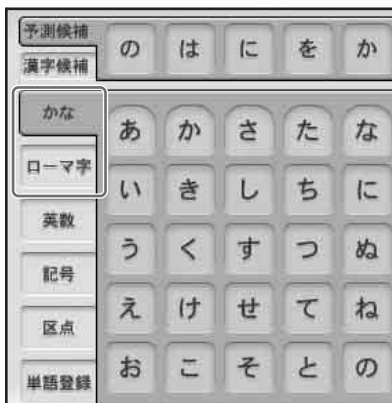 予測候補
漢字候補
の は に を か
かな
ローマ字
英数
記号
区点
単語登録
あ か さ た な
い き し ち に
う く す つ ぬ
え け せ て ね
お こ そ と の